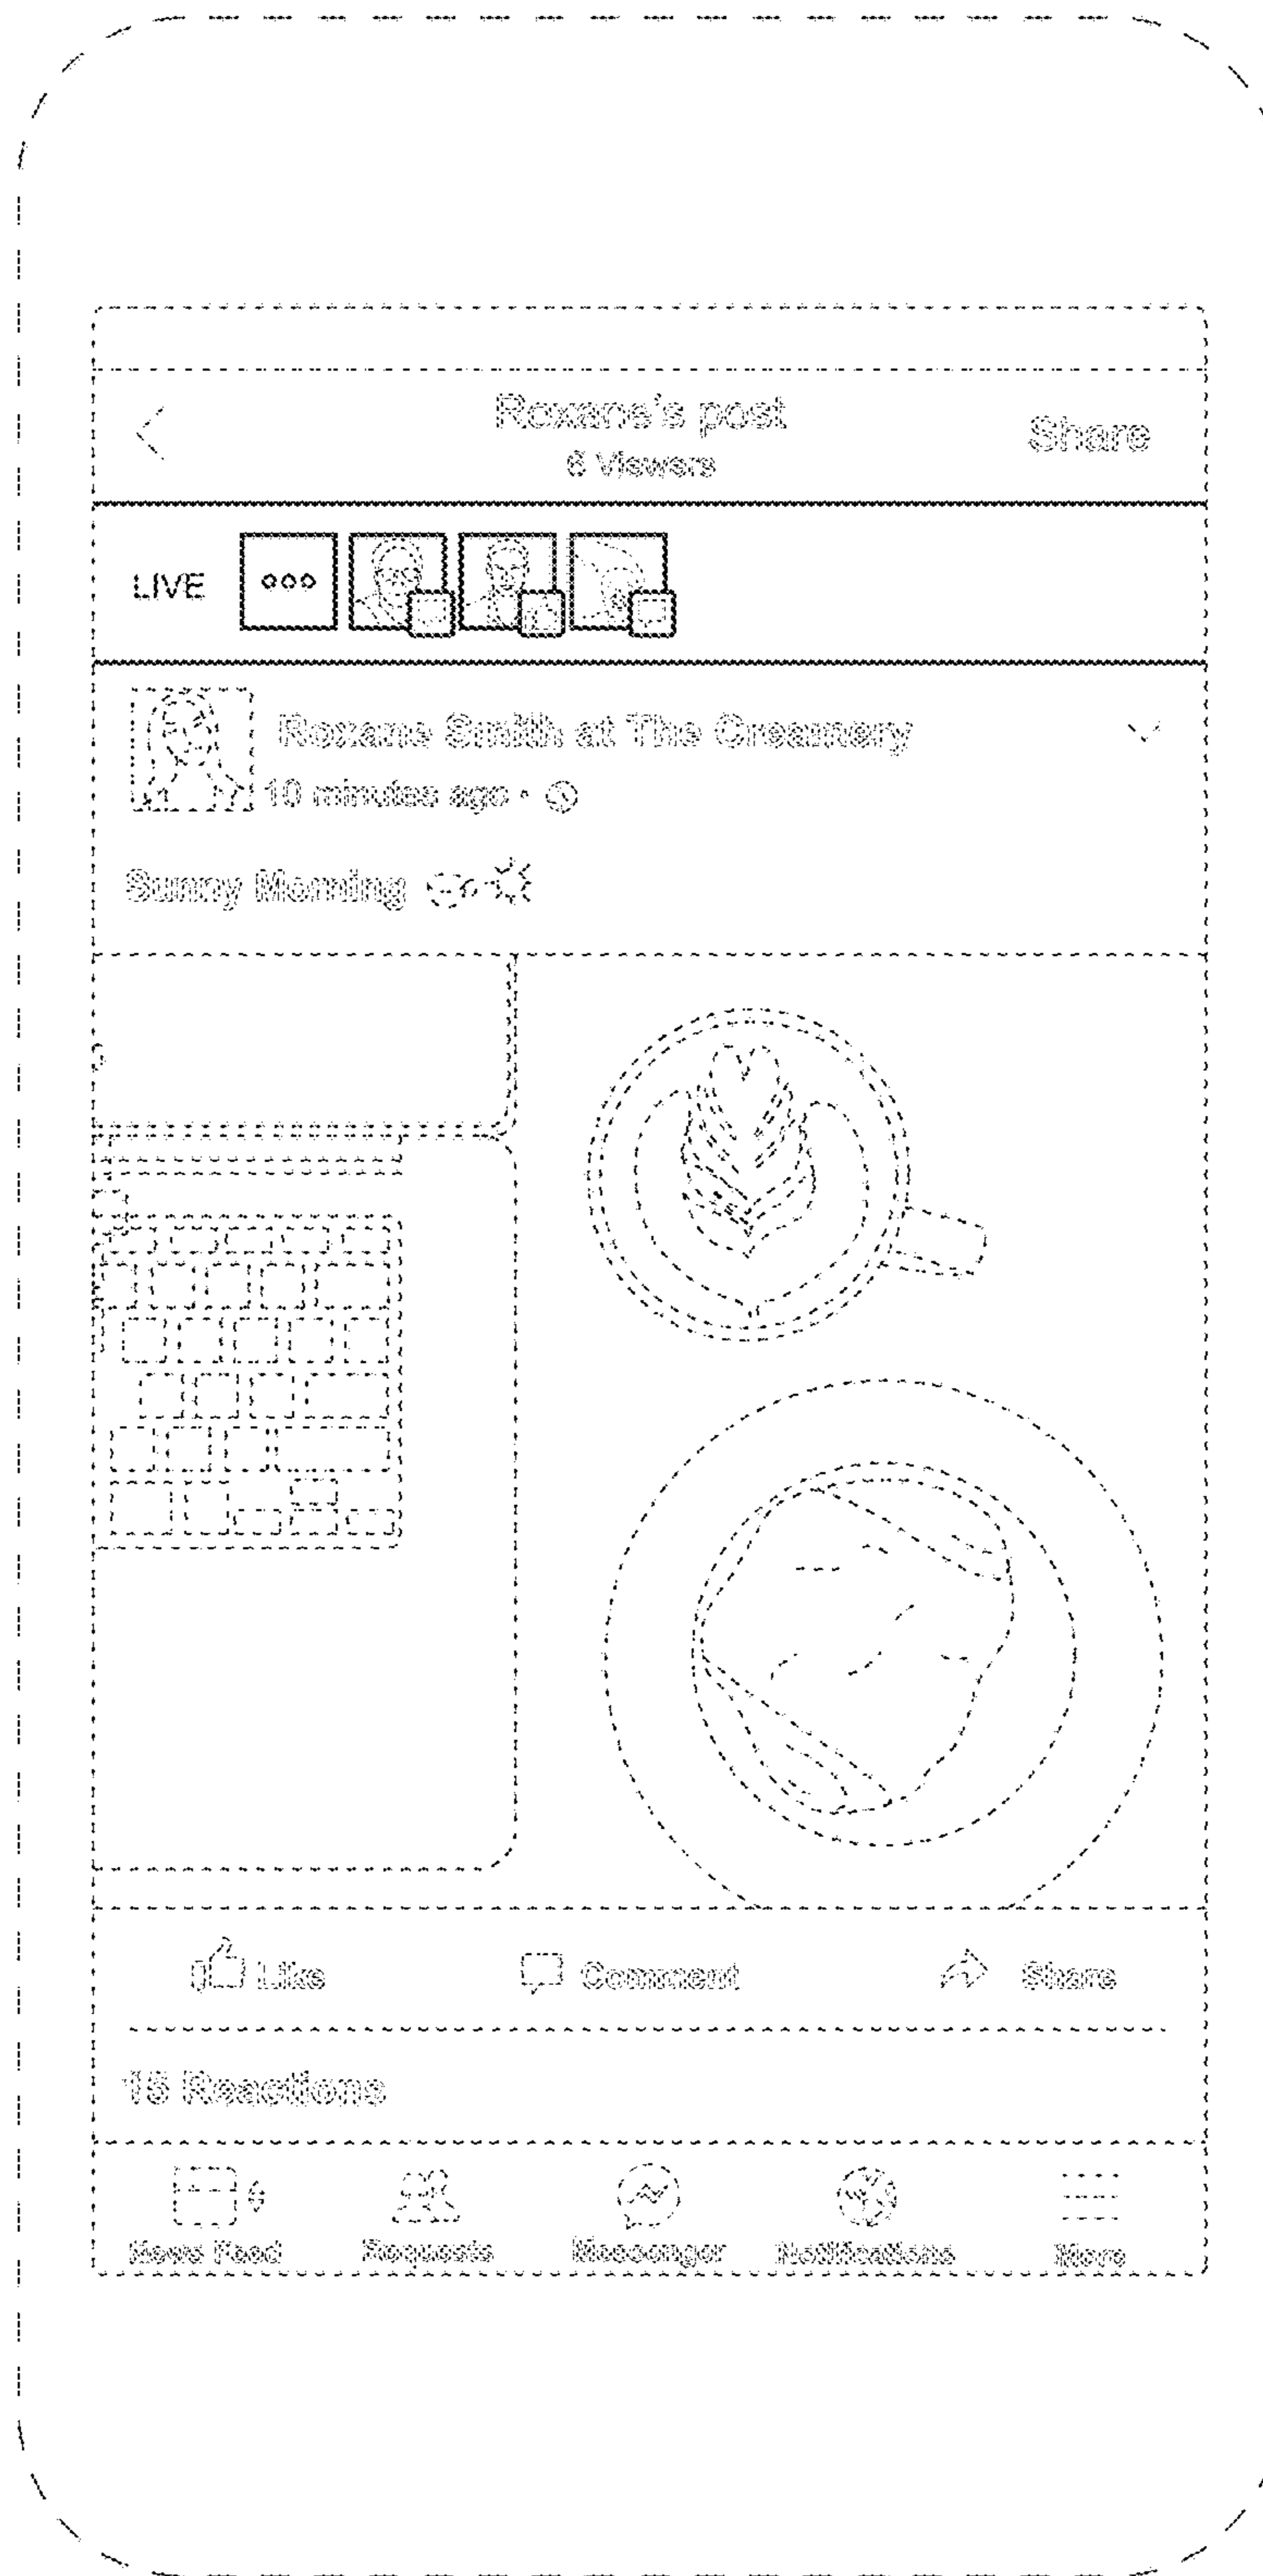 Roxane's post
Share
6 Viewers
LIVE
Roxane Smith at The Creamery
10 minutes ago •
Sunny Morning
Like
Comment
Share
15 Reactions
News Feed
Requests
Messenger
Notifications
More